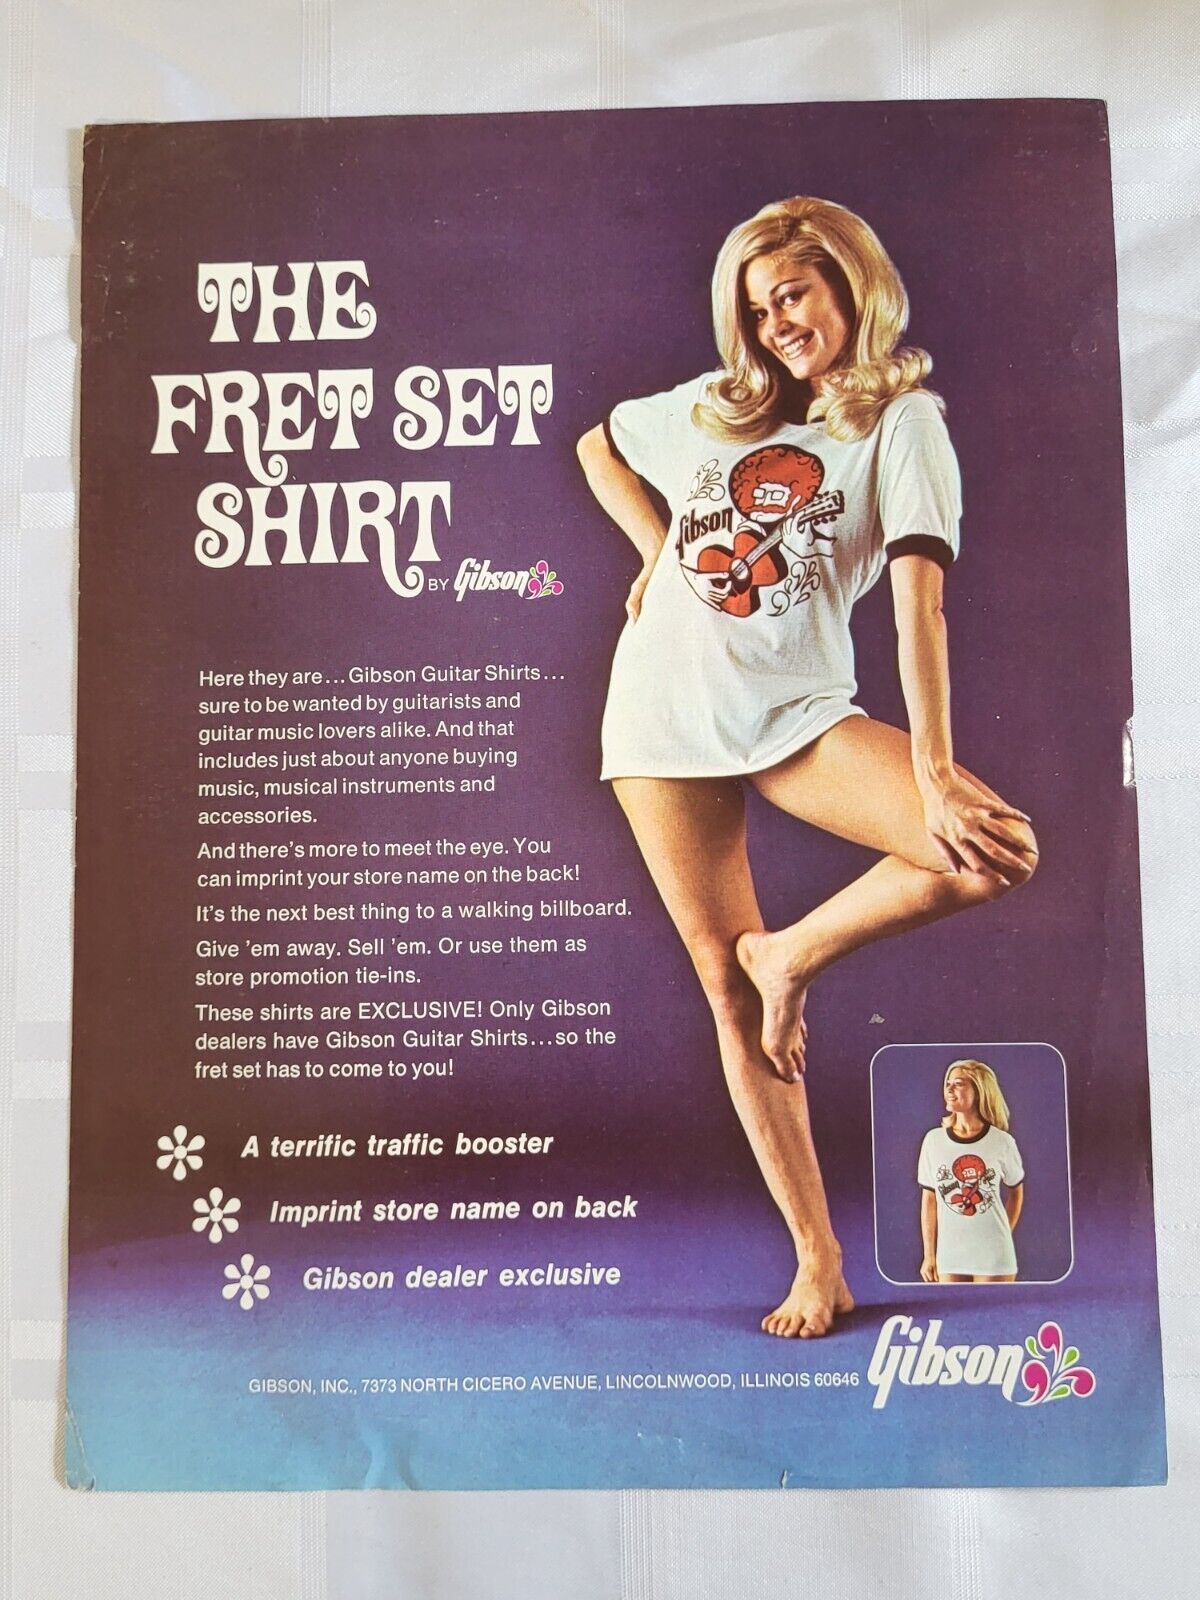 THE
FRET SET
SHIRT
BY Gibson
Here they are... Gibson Guitar Shirts...
sure to be wanted by guitarists and
guitar music lovers alike. And that
includes just about anyone buying
music, musical instruments and
accessories.
And there's more to meet the eye. You
can imprint your store name on the back!
It's the next best thing to a walking billboard.
Give 'em away. Sell 'em. Or use them as
store promotion tie-ins.
These shirts are EXCLUSIVE! Only Gibson
dealers have Gibson Guitar Shirts...so the
fret set has to come to you!
A terrific traffic booster
Imprint store name on back
Gibson dealer exclusive
Gibson
Gibson
GIBSON, INC., 7373 NORTH CICERO AVENUE, LINCOLNWOOD, ILLINOIS 60646
Gibson